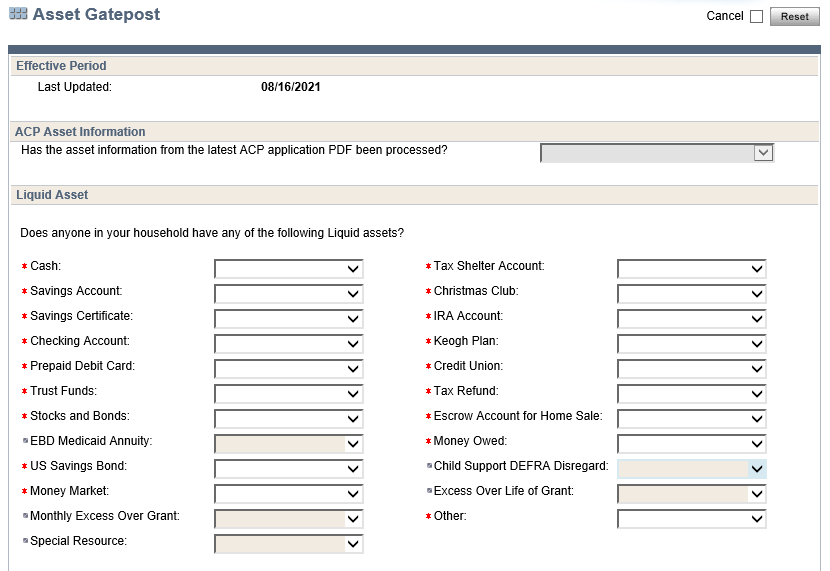 Asset Gatepost
Cancel Reset
Effective Period
Last Updated: 08/16/2021
ACP Asset Information
Has the asset information from the latest ACP application PDF been processed?
Liquid Asset
Does anyone in your household have any of the following Liquid assets?
* Cash: * Tax Shelter Account:
* Savings Account: * Christmas Club:
* Savings Certificate: * IRA Account:
* Checking Account: * Keogh Plan:
* Prepaid Debit Card: * Credit Union:
* Trust Funds: * Tax Refund:
* Stocks and Bonds: * Escrow Account for Home Sale:
EBD Medicaid Annuity: * Money Owed:
* US Savings Bond: Child Support DEFRA Disregard:
* Money Market: Excess Over Life of Grant:
Monthly Excess Over Grant: * Other:
Special Resource: